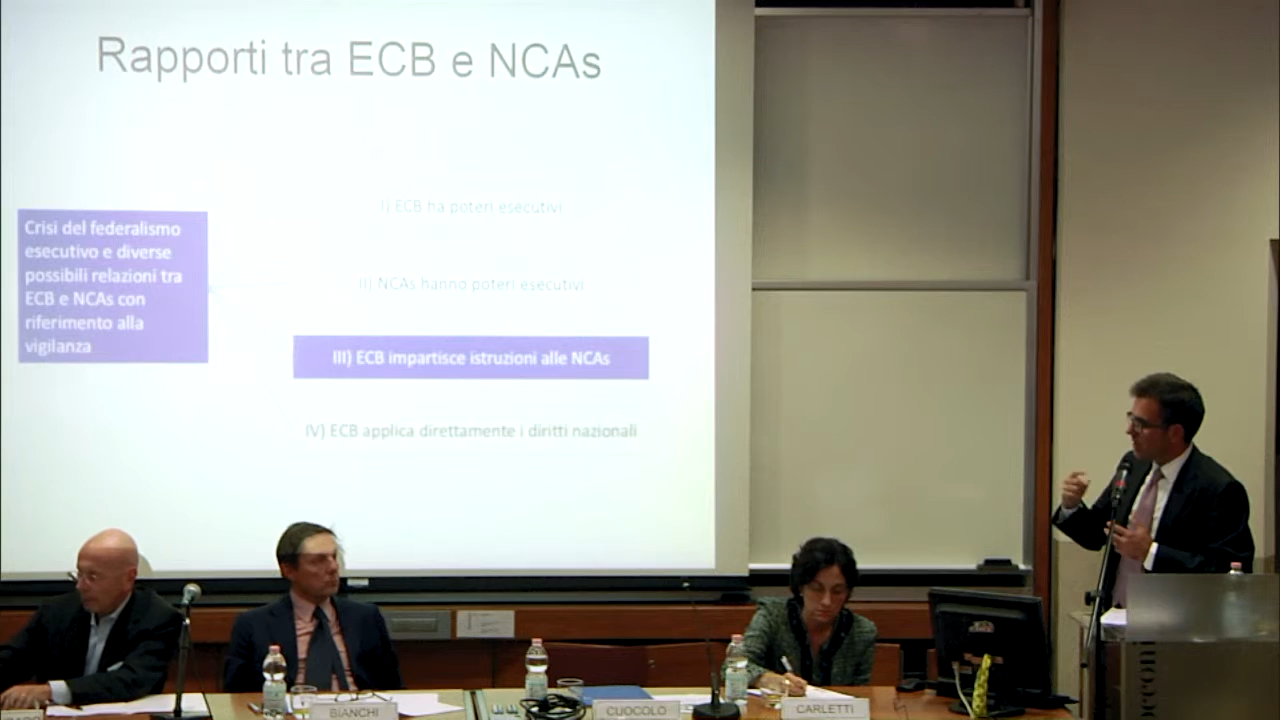 Rapporti tra ECB e NCAs
I) ECB ha poteri esecutivi
Crisi del federalismo
esecutivo e diverse
possibili relazioni tra
ECB e NCAs con
riferimento alla
vigilanza
II) NCAs hanno poteri esecutivi
III) ECB impartisce istruzioni alle NCAs
IV) ECB applica direttamente i diritti nazionali
BIANCHI
CUOCOLO
CARLETTI